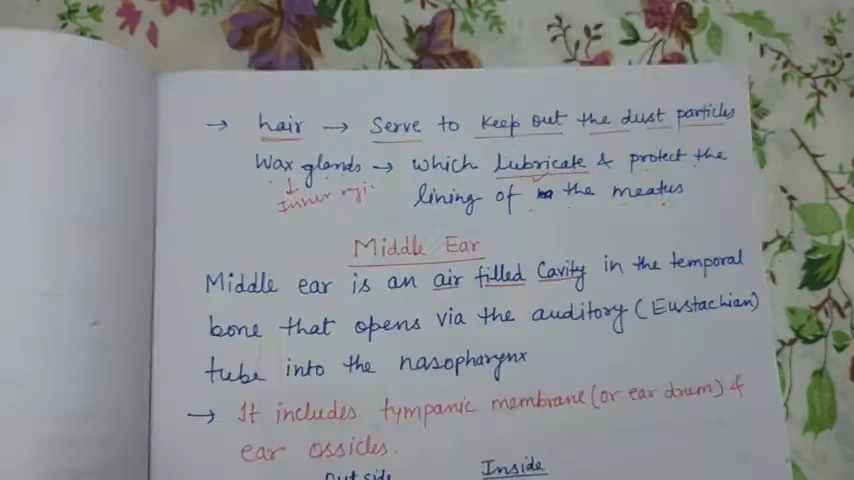 → hair → Serve to keep out the dust particles
Wax glands → which lubricate & protect the
↓
Inner
lining of the meatus
Middle Ear
Middle ear is an air filled Cavity in the temporal
bone that opens via the auditory (Eustachian)
tube into the nasopharynx
→ It includes tympanic membrane (or ear drum) &
ear ossicles.
Outside Inside